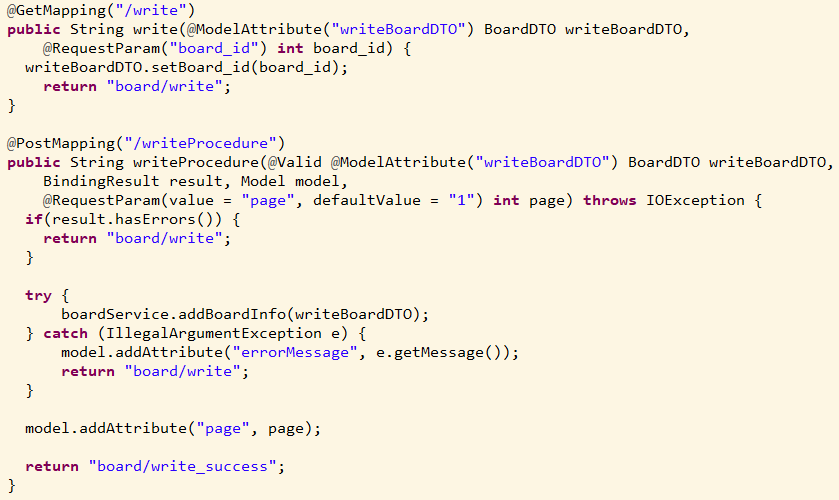 @GetMapping("/write")
public String write(@ModelAttribute("writeBoardDTO") BoardDTO writeBoardDTO,
    @RequestParam("board_id") int board_id) {
  writeBoardDTO.setBoard_id(board_id);
    return "board/write";
}

@PostMapping("/writeProcedure")
public String writeProcedure(@Valid @ModelAttribute("writeBoardDTO") BoardDTO writeBoardDTO,
    BindingResult result, Model model,
    @RequestParam(value = "page", defaultValue = "1") int page) throws IOException {
  if(result.hasErrors()) {
    return "board/write";
  }

  try {
      boardService.addBoardInfo(writeBoardDTO);
  } catch (IllegalArgumentException e) {
      model.addAttribute("errorMessage", e.getMessage());
      return "board/write";
  }

  model.addAttribute("page", page);

  return "board/write_success";
}